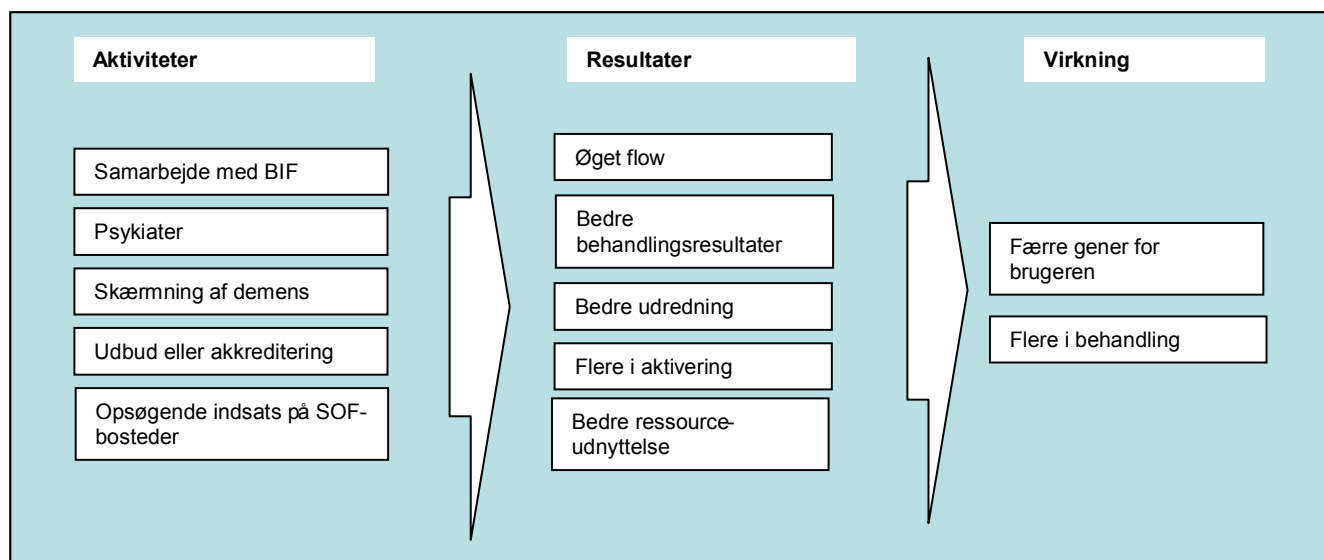 Aktiviteter
Samarbejde med BIF
Psykiater
Skærmning af demens
Udbud eller akkreditering
Opsøgende indsats på SOF-
bosteder
Resultater
Øget flow
Bedre
behandlingsresultater
Bedre udredning
Flere i aktivering
Bedre ressource-
udnyttelse
Virkning
Færre gener for
brugeren
Flere i behandling